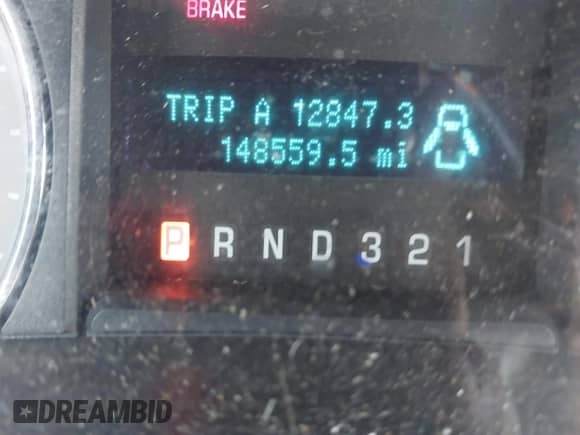 BRAKE
TRIP A 12847.3
148559.5 mi
P R N D 3 2 1
DREAMBID